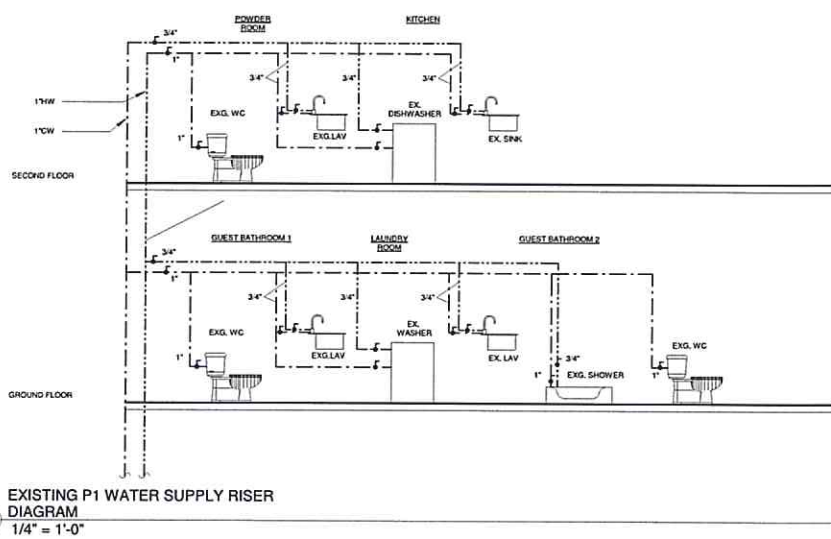 POWDER
ROOM
KITCHEN
3/4"
1"
3/4"
3/4"
3/4"
1"HW
1"CW
EXG. WC
EXG.LAV
EX.
DISHWASHER
EX. SINK
1"
SECOND FLOOR
GUEST BATHROOM 1
LAUNDRY
ROOM
GUEST BATHROOM 2
3/4"
1"
3/4"
3/4"
3/4"
EXG. WC
EXG.LAV
EX.
WASHER
EX. LAV
EXG. WC
1"
3/4"
1"
EXG. SHOWER
1"
GROUND FLOOR
EXISTING P1 WATER SUPPLY RISER
DIAGRAM
1/4" = 1'-0"